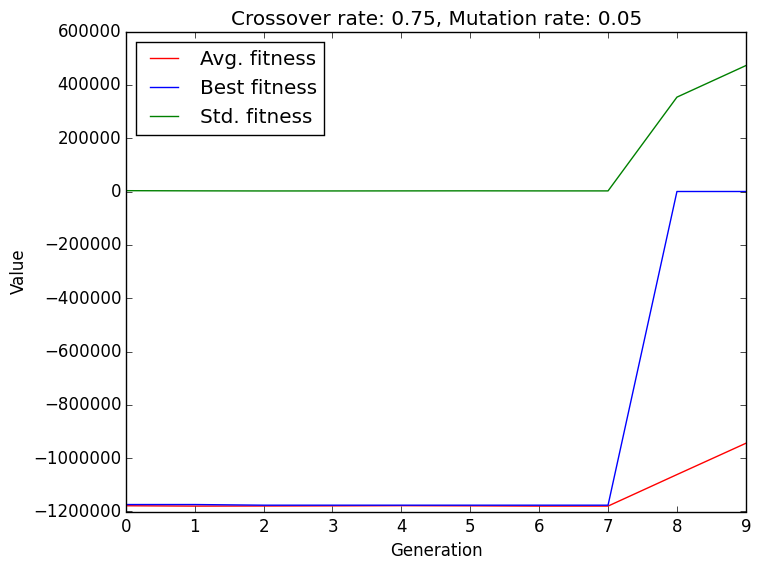 Crossover rate: 0.75, Mutation rate: 0.05
600000
400000
200000
0
−200000
−400000
−600000
−800000
−1000000
−1200000
Value
Avg. fitness
Best fitness
Std. fitness
0 1 2 3 4 5 6 7 8 9
Generation